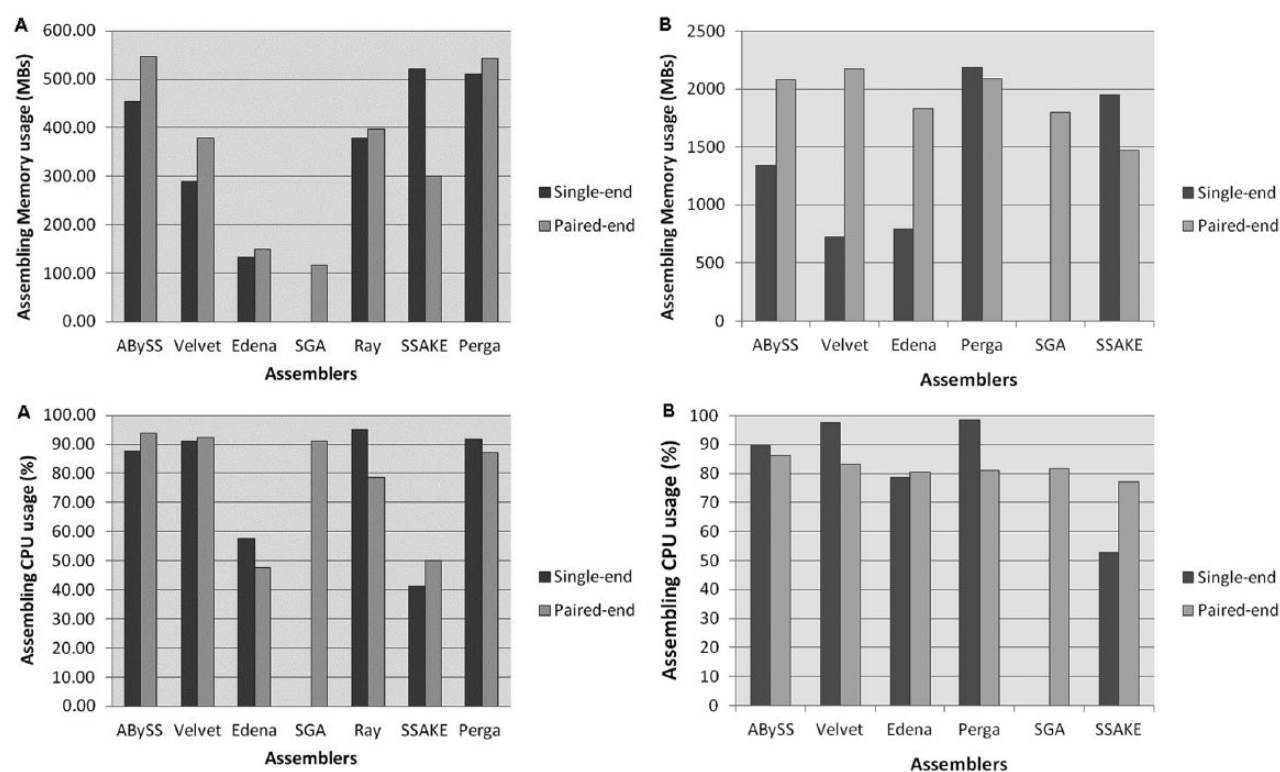 A
Assembling Memory usage (MBs)
600.00
500.00
400.00
300.00
200.00
100.00
0.00
ABySS Velvet Edena SGA Ray SSAKE Perga
Assemblers
Single-end
Paired-end
B
Assembling Memory usage (MBs)
2500
2000
1500
1000
500
0
ABySS Velvet Edena Perga SGA SSAKE
Assemblers
Single-end
Paired-end
A
Assembling CPU usage (%)
100.00
90.00
80.00
70.00
60.00
50.00
40.00
30.00
20.00
10.00
0.00
ABySS Velvet Edena SGA Ray SSAKE Perga
Assemblers
Single-end
Paired-end
B
Assembling CPU usage (%)
100
90
80
70
60
50
40
30
20
10
0
ABySS Velvet Edena Perga SGA SSAKE
Assemblers
Single-end
Paired-end